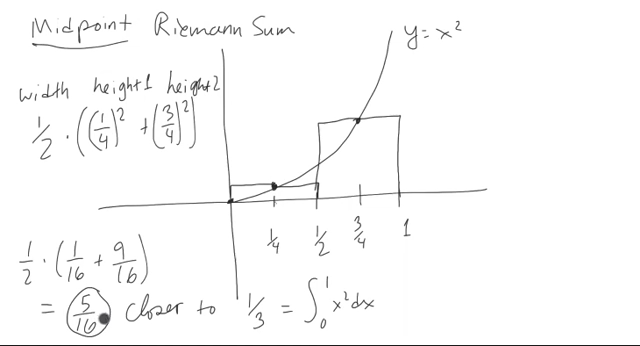 Midpoint Riemann Sum
y = x²
width height1 height2
1/2 · ((1/4)² + (3/4)²)
1/4 1/2 3/4 1
1/2 · (1/16 + 9/16)
= 5/16 closer to 1/3 = ∫₀¹ x² dx